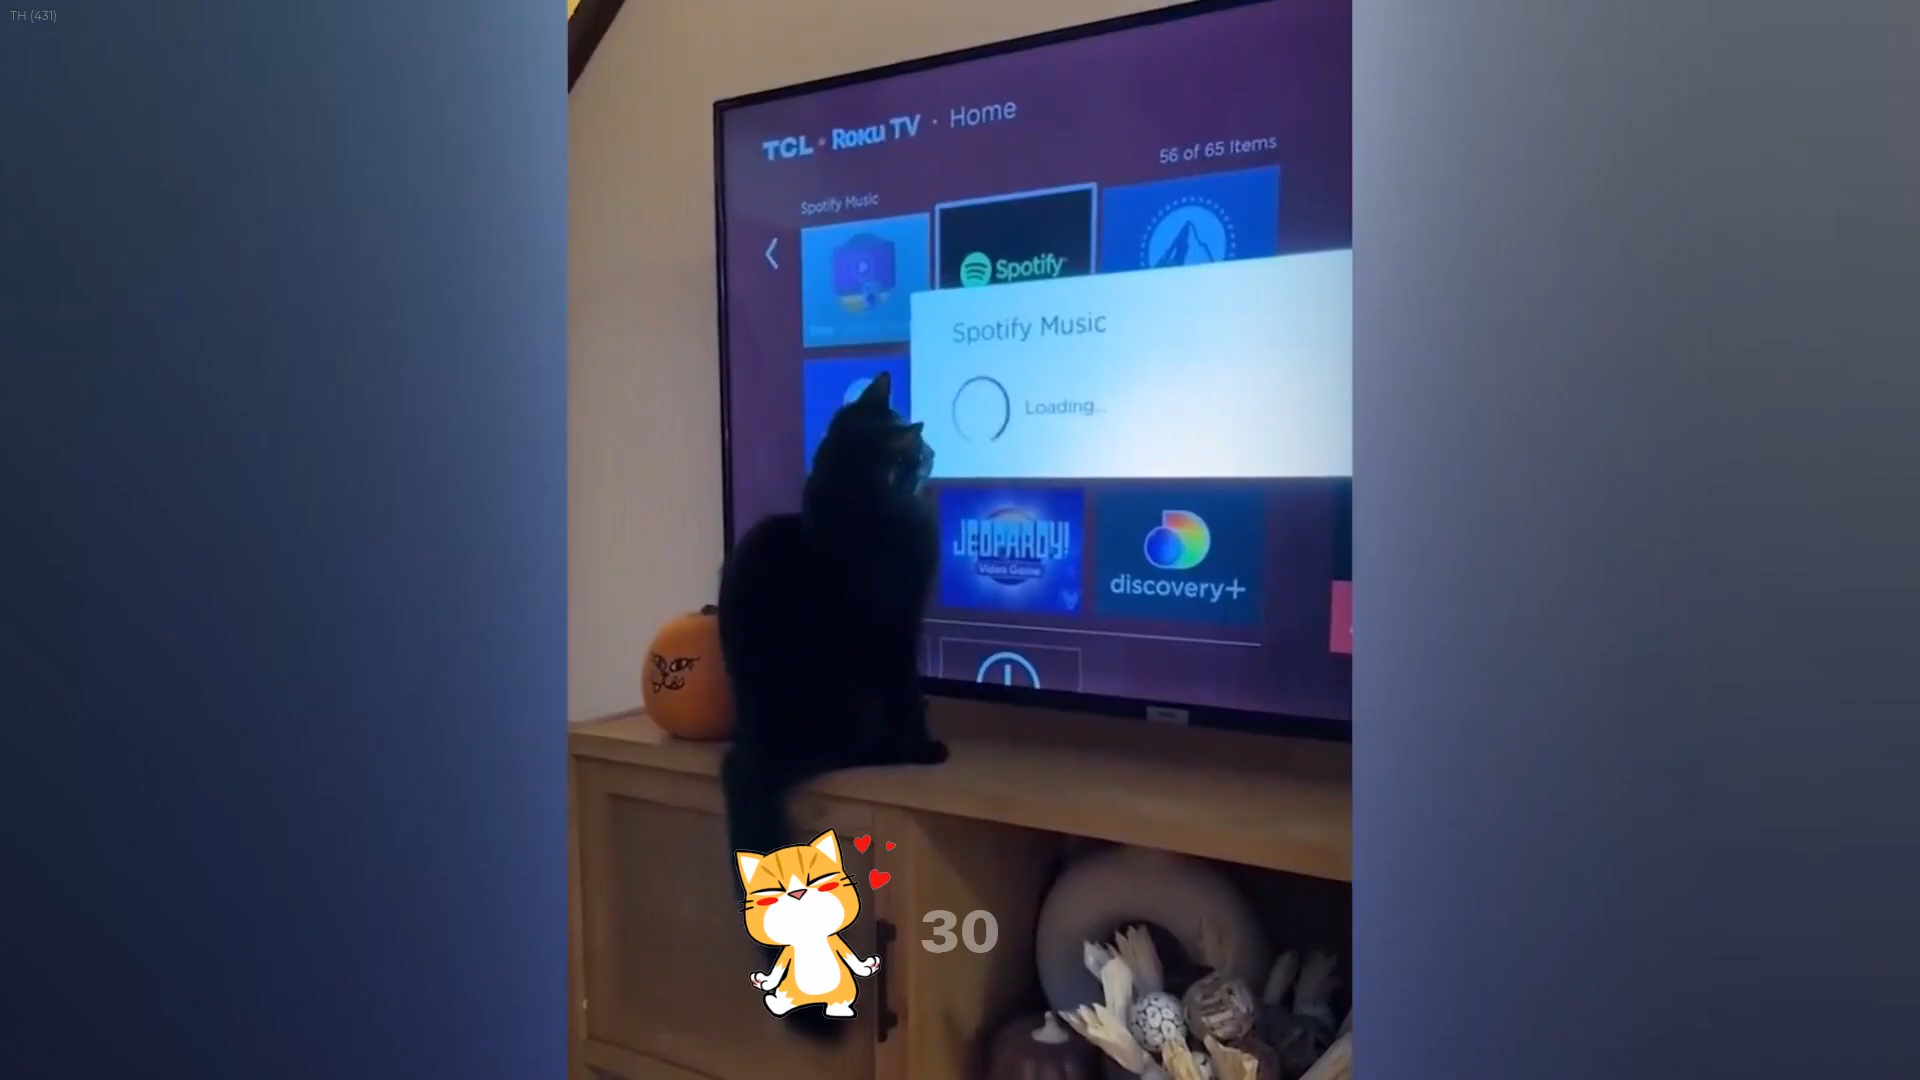 TH (431)
TCL • Roku TV • Home
56 of 65 Items
Spotify Music
Spotify
Spotify Music
Loading...
JEOPARDY!
Video Game
discovery+
30